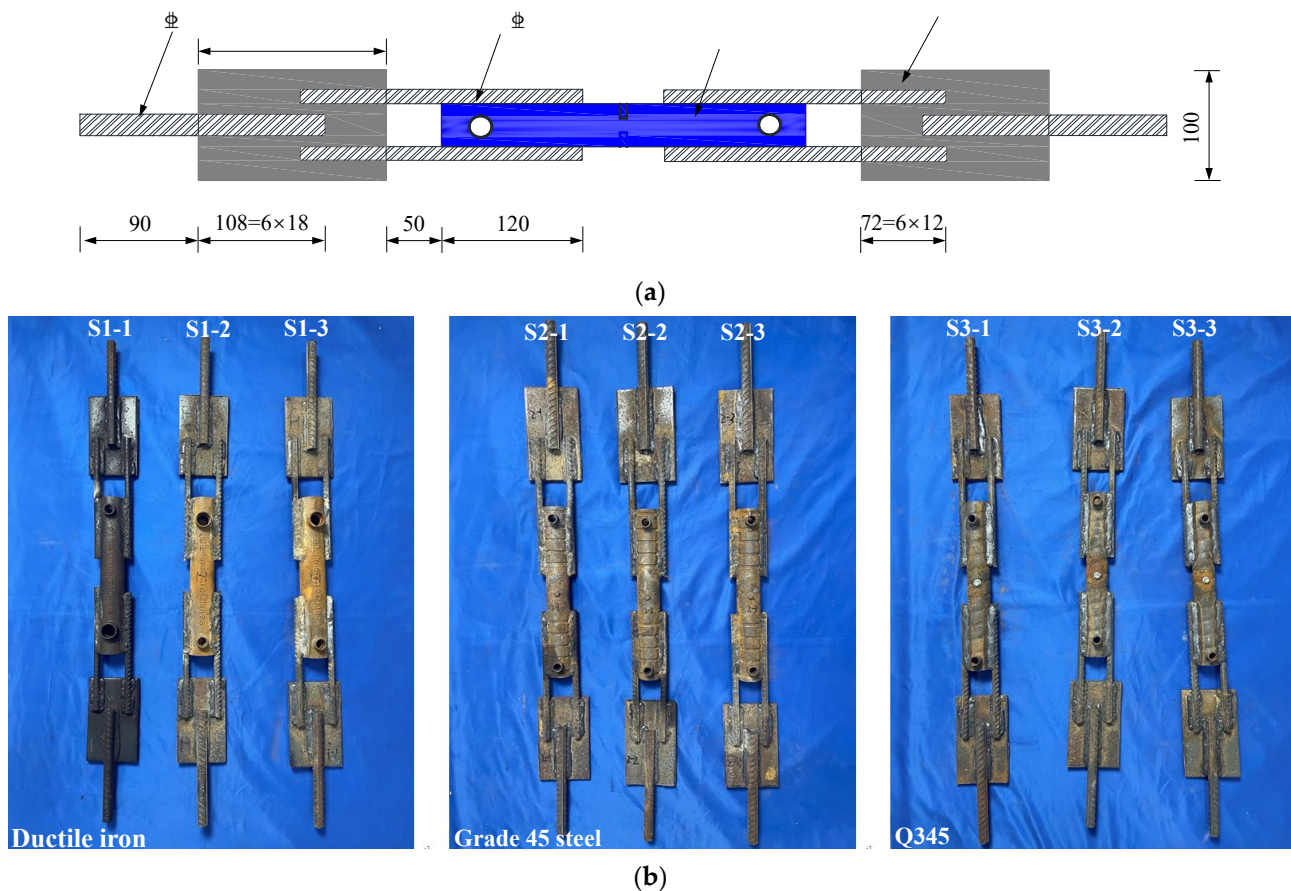 ⌽ ⌽
100
90 108=6×18 50 120 72=6×12
(a)
S1-1 S1-2 S1-3 S2-1 S2-2 S2-3 S3-1 S3-2 S3-3
Ductile iron Grade 45 steel Q345
(b)